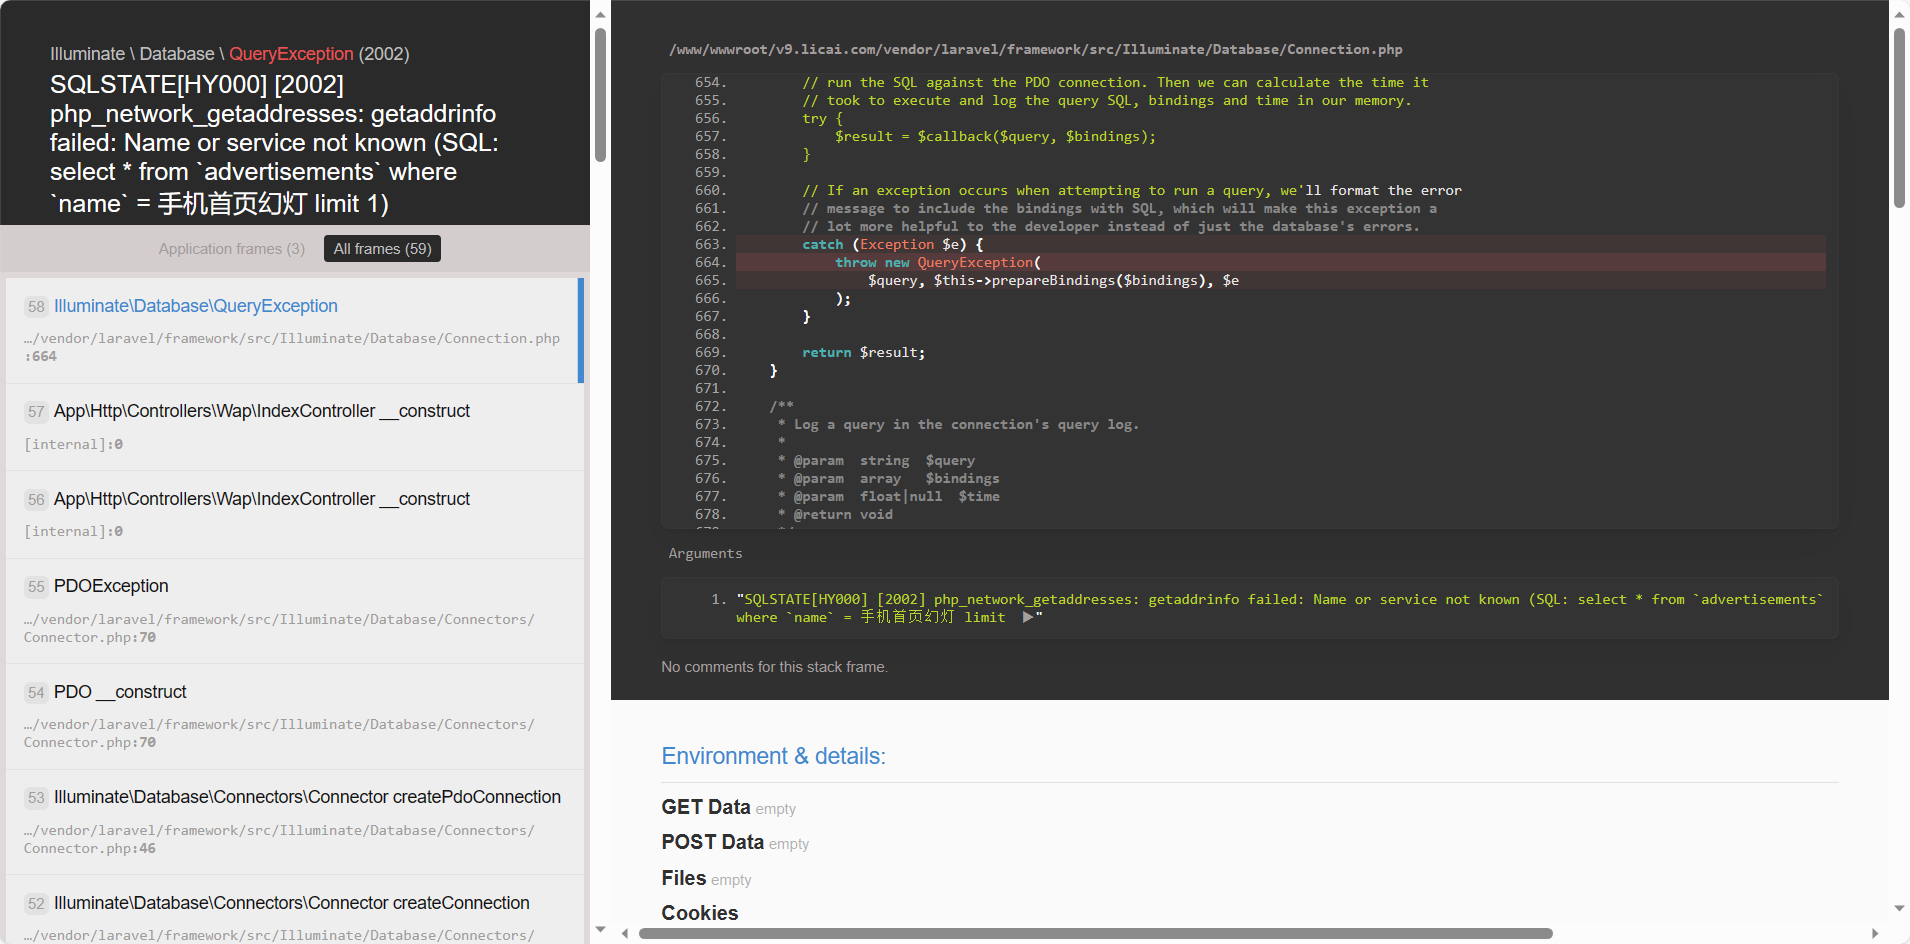 Illuminate \ Database \ QueryException (2002)
SQLSTATE[HY000] [2002]
php_network_getaddresses: getaddrinfo
failed: Name or service not known (SQL:
select * from `advertisements` where
`name` = 手机首页幻灯 limit 1)
Application frames (3) All frames (59)
58 Illuminate\Database\QueryException
…/vendor/laravel/framework/src/Illuminate/Database/Connection.php
:664
57 App\Http\Controllers\Wap\IndexController __construct
[internal]:0
56 App\Http\Controllers\Wap\IndexController __construct
[internal]:0
55 PDOException
…/vendor/laravel/framework/src/Illuminate/Database/Connectors/
Connector.php:70
54 PDO __construct
…/vendor/laravel/framework/src/Illuminate/Database/Connectors/
Connector.php:70
53 Illuminate\Database\Connectors\Connector createPdoConnection
…/vendor/laravel/framework/src/Illuminate/Database/Connectors/
Connector.php:46
52 Illuminate\Database\Connectors\Connector createConnection
…/vendor/laravel/framework/src/Illuminate/Database/Connectors/
/www/wwwroot/v9.licai.com/vendor/laravel/framework/src/Illuminate/Database/Connection.php
654. // run the SQL against the PDO connection. Then we can calculate the time it
655. // took to execute and log the query SQL, bindings and time in our memory.
656. try {
657. $result = $callback($query, $bindings);
658. }
659.
660. // If an exception occurs when attempting to run a query, we'll format the error
661. // message to include the bindings with SQL, which will make this exception a
662. // lot more helpful to the developer instead of just the database's errors.
663. catch (Exception $e) {
664. throw new QueryException(
665. $query, $this->prepareBindings($bindings), $e
666. );
667. }
668.
669. return $result;
670. }
671.
672. /**
673. * Log a query in the connection's query log.
674. *
675. * @param string $query
676. * @param array $bindings
677. * @param float|null $time
678. * @return void
Arguments
1. "SQLSTATE[HY000] [2002] php_network_getaddresses: getaddrinfo failed: Name or service not known (SQL: select * from `advertisements`
where `name` = 手机首页幻灯 limit ▶"
No comments for this stack frame.
Environment & details:
GET Data empty
POST Data empty
Files empty
Cookies